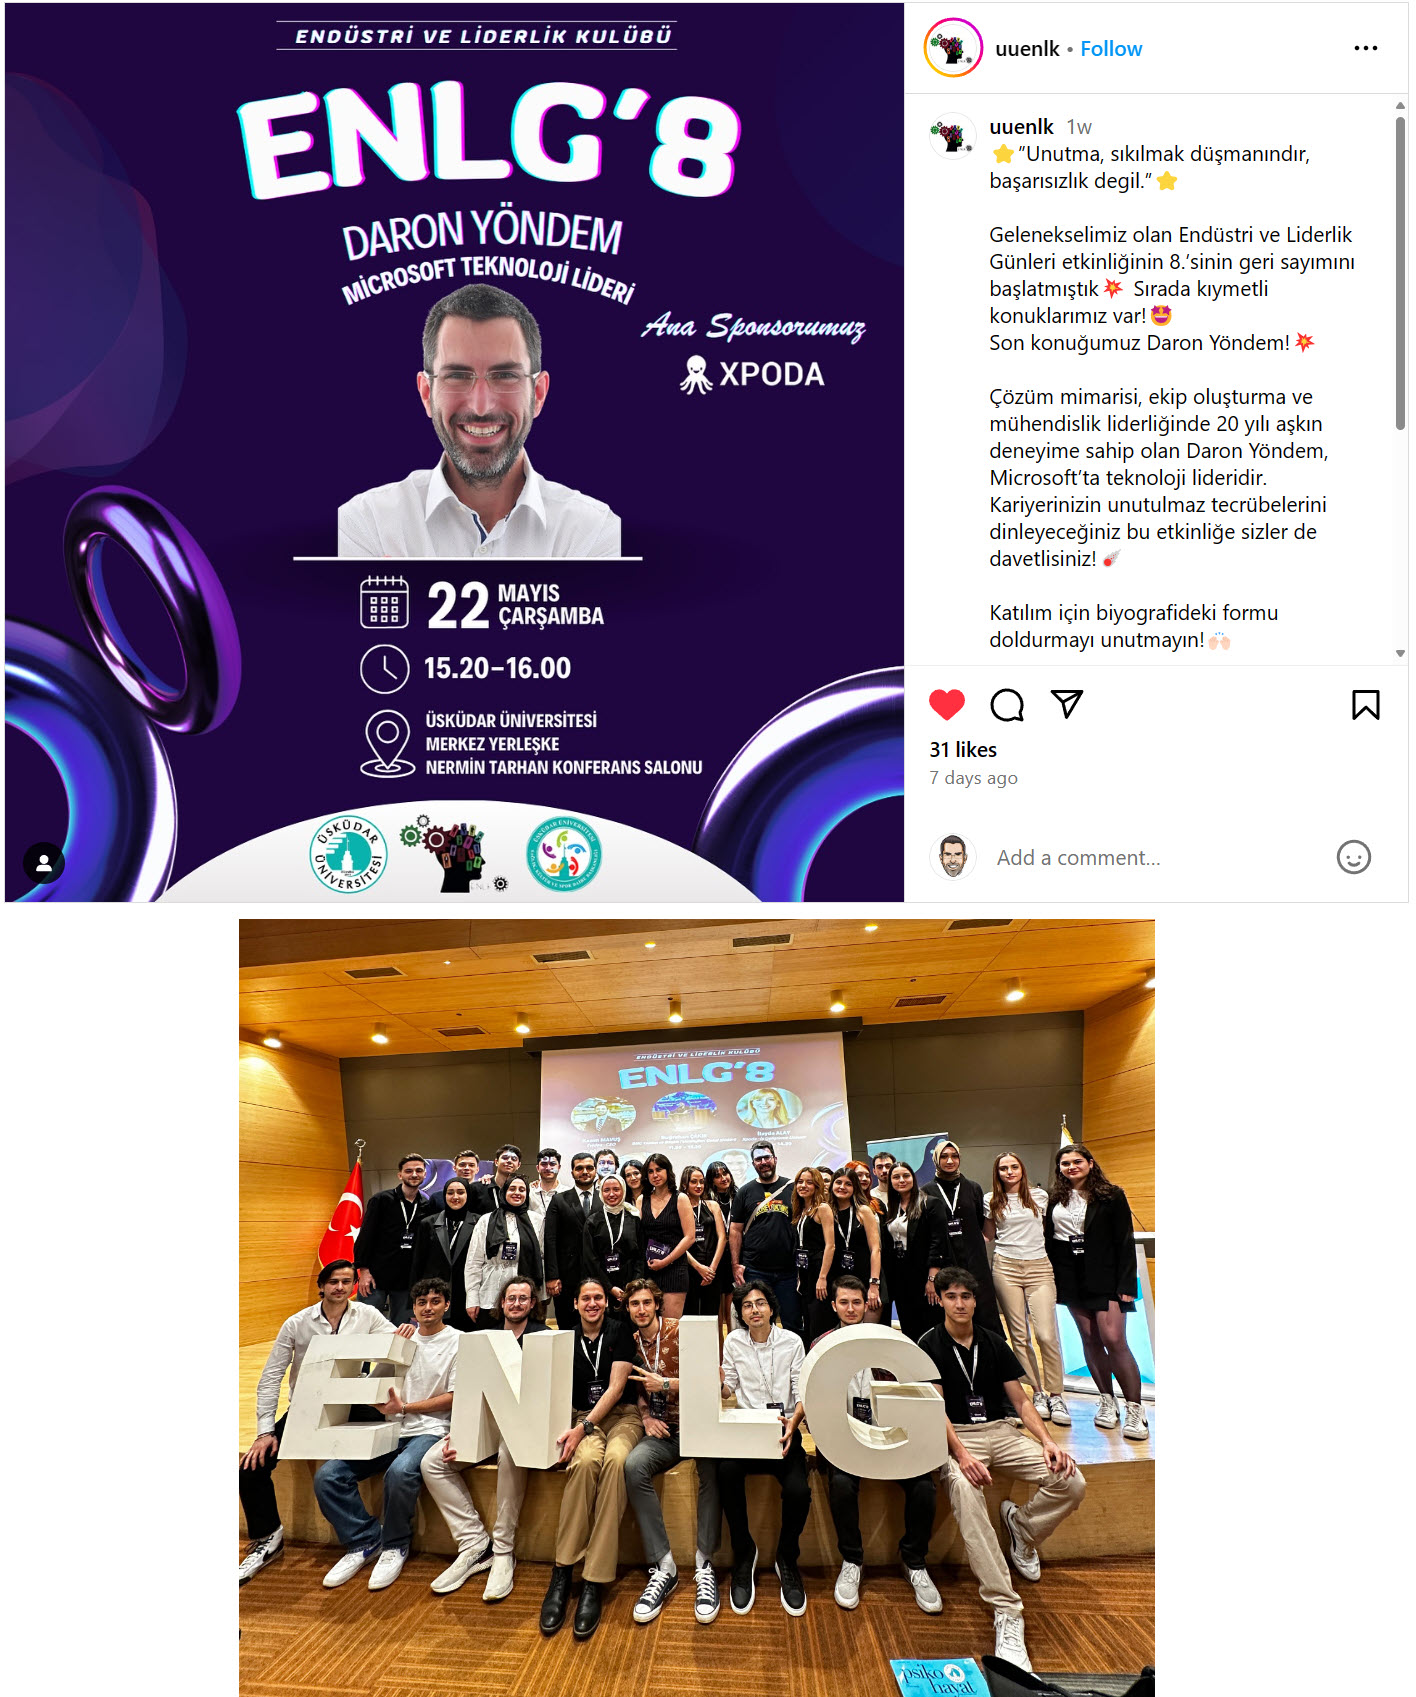 ENDÜSTRİ VE LİDERLİK KULÜBÜ
ENLG'8
DARON YÖNDEM
MİCROSOFT TEKNOLOJİ LİDERİ
Ana Sponsorumuz
XPODA
22 MAYIS
ÇARŞAMBA
15.20-16.00
ÜSKÜDAR ÜNİVERSİTESİ
MERKEZ YERLEŞKE
NERMİN TARHAN KONFERANS SALONU
ÜSKÜDAR ÜNİVERSİTESİ
uuenlk • Follow
uuenlk 1w
⭐"Unutma, sıkılmak düşmanındır,
başarısızlık degil."⭐
Gelenekselimiz olan Endüstri ve Liderlik
Günleri etkinliğinin 8.'sinin geri sayımını
başlatmıştık💥 Sırada kıymetli
konuklarımız var!🤩
Son konuğumuz Daron Yöndem!💥
Çözüm mimarisi, ekip oluşturma ve
mühendislik liderliğinde 20 yılı aşkın
deneyime sahip olan Daron Yöndem,
Microsoft'ta teknoloji lideridir.
Kariyerinizin unutulmaz tecrübelerini
dinleyeceğiniz bu etkinliğe sizler de
davetlisiniz!☄️
Katılım için biyografideki formu
doldurmayı unutmayın!🙌🏻
31 likes
7 days ago
Add a comment...
ENDÜSTRİ VE LİDERLİK KULÜBÜ
ENLG'8
E N L G
psiko
hayat